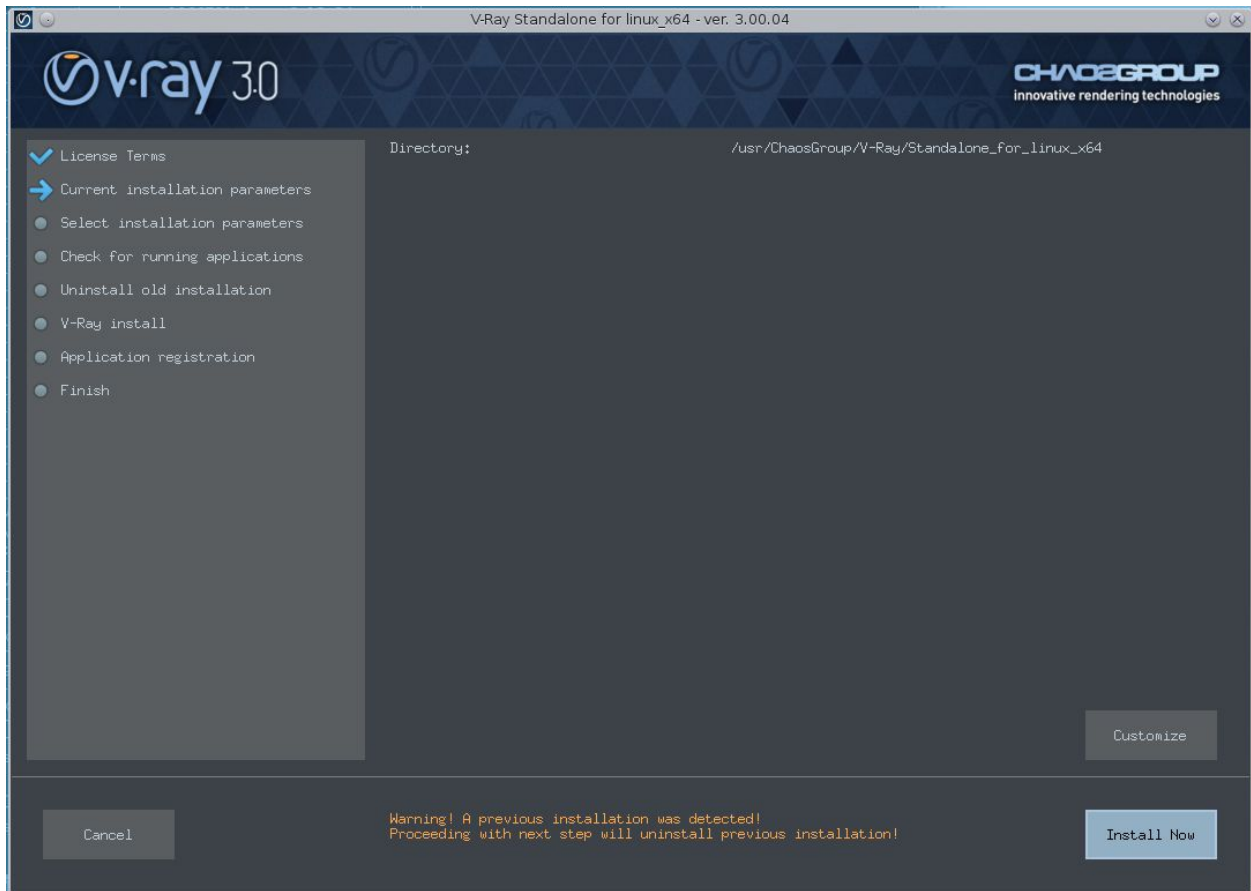 V-Ray Standalone for linux_x64 - ver. 3.00.04
v·ray 3.0
CHAOSGROUP
innovative rendering technologies
License Terms
Current installation parameters
Select installation parameters
Check for running applications
Uninstall old installation
V-Ray install
Application registration
Finish
Directory: /usr/ChaosGroup/V-Ray/Standalone_for_linux_x64
Customize
Cancel
Warning! A previous installation was detected!
Proceeding with next step will uninstall previous installation!
Install Now